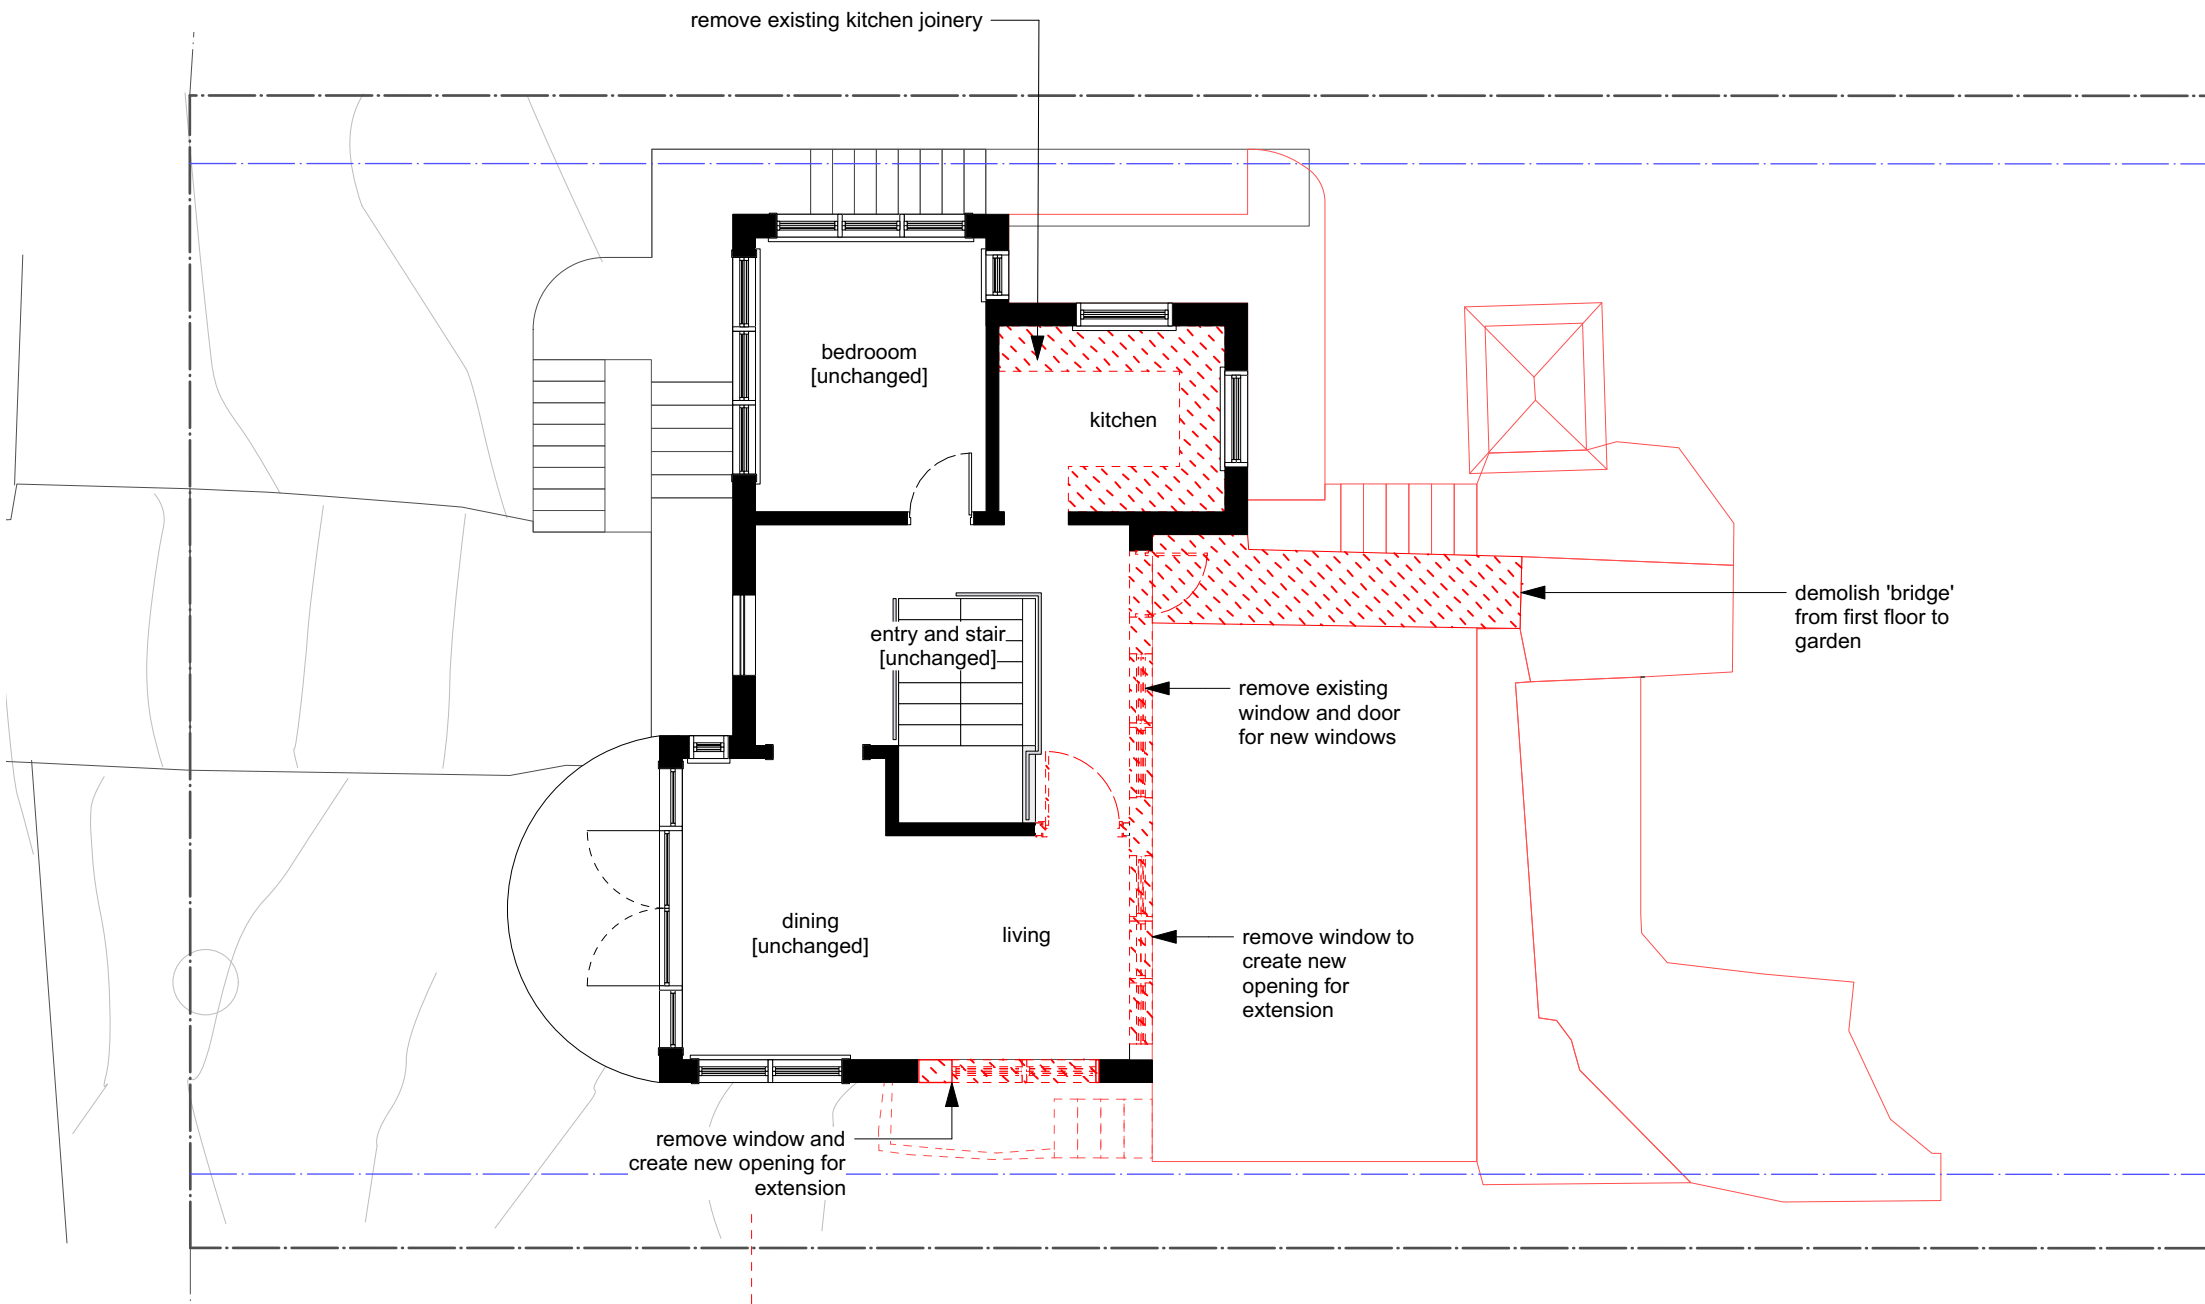 remove existing kitchen joinery
bedrooom
[unchanged]
kitchen
demolish 'bridge'
from first floor to
garden
entry and stair
[unchanged]
remove existing
window and door
for new windows
dining
[unchanged]
living
remove window to
create new
opening for
extension
remove window and
create new opening for
extension